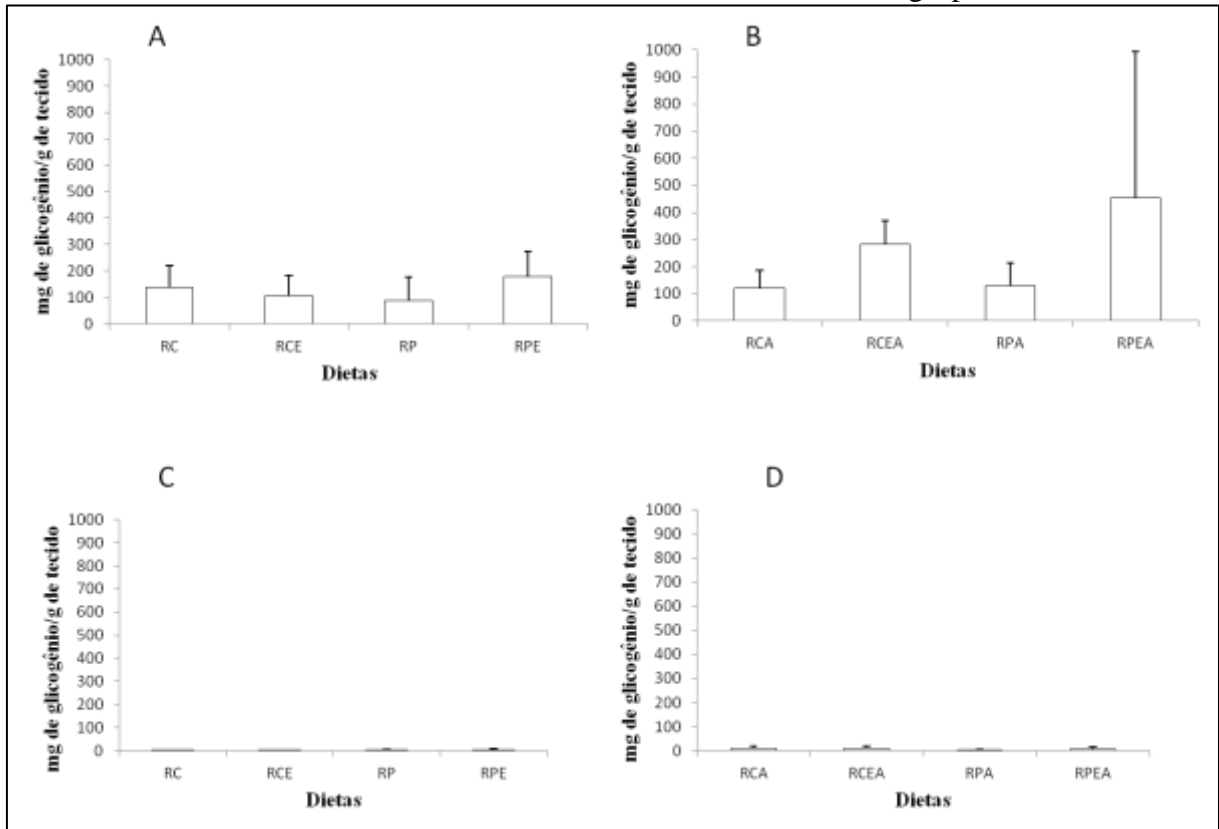 A
mg de glicogênio/g de tecido
1000
900
800
700
600
500
400
300
200
100
0
RC RCE RP RPE
Dietas
B
mg de glicogênio/g de tecido
1000
900
800
700
600
500
400
300
200
100
0
RCA RCEA RPA RPEA
Dietas
C
mg de glicogênio/g de tecido
1000
900
800
700
600
500
400
300
200
100
0
RC RCE RP RPE
Dietas
D
mg de glicogênio/g de tecido
1000
900
800
700
600
500
400
300
200
100
0
RCA RCEA RPA RPEA
Dietas